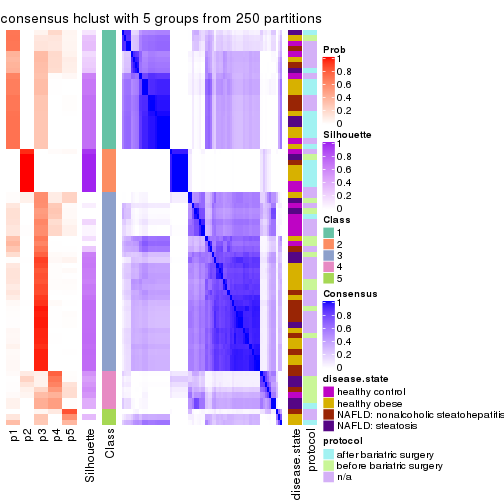 consensus hclust with 5 groups from 250 partitions
Prob
1
0.8
0.6
0.4
0.2
0
Silhouette
1
0.8
0.6
0.4
0.2
0
Class
1
2
3
4
5
Consensus
1
0.8
0.6
0.4
0.2
0
disease.state
healthy control
healthy obese
NAFLD: nonalcoholic steatohepatitis
NAFLD: steatosis
protocol
after bariatric surgery
before bariatric surgery
n/a
p1
p2
p3
p4
p5
Silhouette
Class
disease.state
protocol